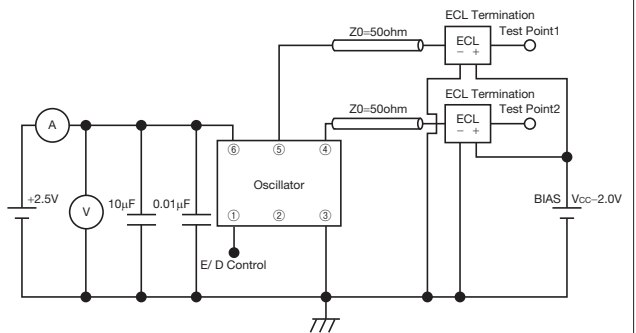 ECL Termination
Z0=50ohm
ECL
− +
Test Point1
ECL Termination
Z0=50ohm
ECL
− +
Test Point2
A
+2.5V
V
10μF
0.01μF
⑥ ⑤ ④
Oscillator
① ② ③
E/ D Control
BIAS Vcc−2.0V